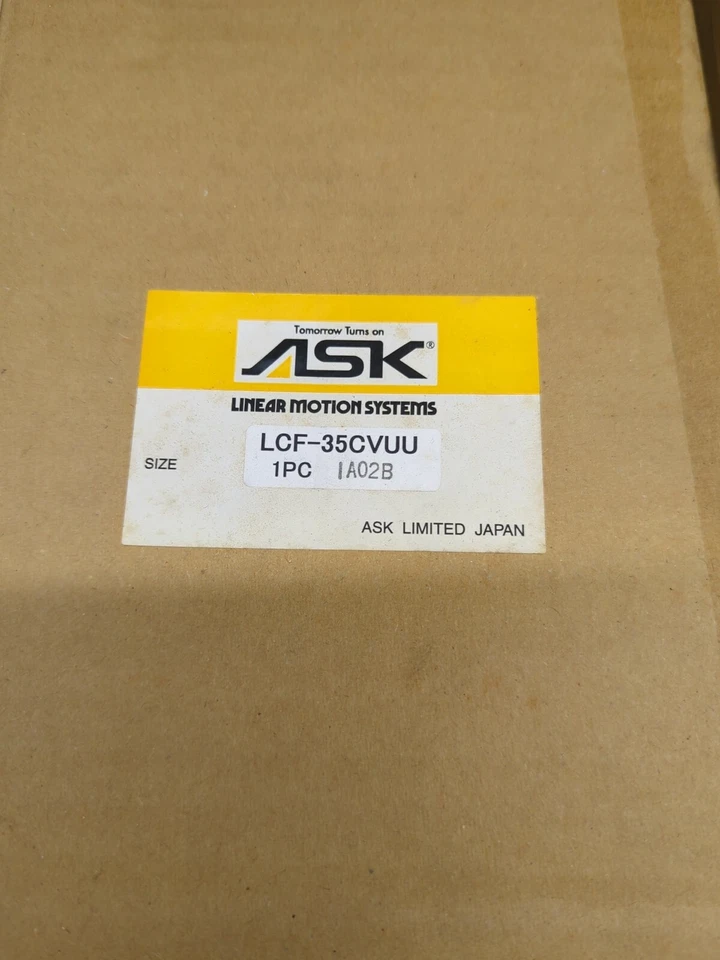 Tomorrow Turns on
ASK®
LINEAR MOTION SYSTEMS
LCF-35CVUU
SIZE
1PC IA02B
ASK LIMITED JAPAN